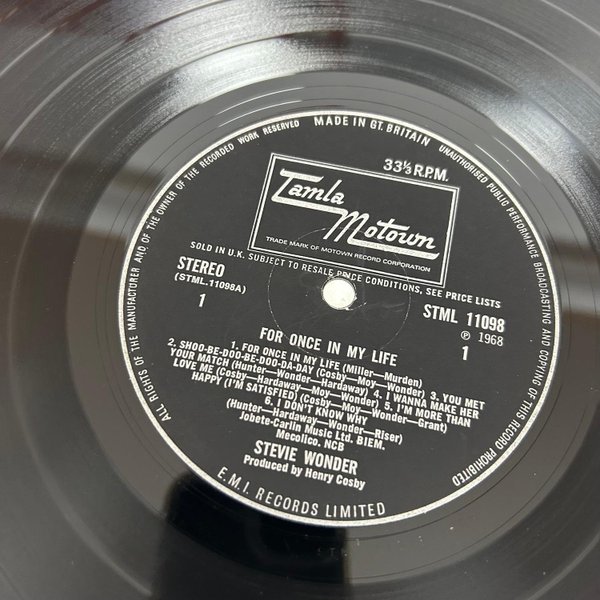 MADE IN GT. BRITAIN
UNAUTHORISED PUBLIC PERFORMANCE BROADCASTING AND COPYING OF THIS RECORD PROHIBITED
E.M.I. RECORDS LIMITED
ALL RIGHTS OF THE MANUFACTURER AND OF THE OWNER OF THE RECORDED WORK RESERVED
33⅓ R.P.M.
Tamla
Motown
TRADE MARK OF MOTOWN RECORD CORPORATION
SOLD IN U.K. SUBJECT TO RESALE PRICE CONDITIONS, SEE PRICE LISTS
STEREO
(STML.11098A)
1
STML 11098
℗ 1968
1
FOR ONCE IN MY LIFE
1. FOR ONCE IN MY LIFE (Miller—Murden)
2. SHOO-BE-DOO-BE-DOO-DA-DAY (Cosby—Moy—Wonder) 3. YOU MET
YOUR MATCH (Hunter—Wonder—Hardaway) 4. I WANNA MAKE HER
LOVE ME (Cosby—Hardaway—Moy—Wonder) 5. I'M MORE THAN
HAPPY (I'M SATISFIED) (Cosby—Moy—Wonder—Grant)
6. I DON'T KNOW WHY
(Hunter—Hardaway—Wonder—Riser)
Jobete-Carlin Music Ltd. BIEM.
Mecolico. NCB
STEVIE WONDER
Produced by Henry Cosby